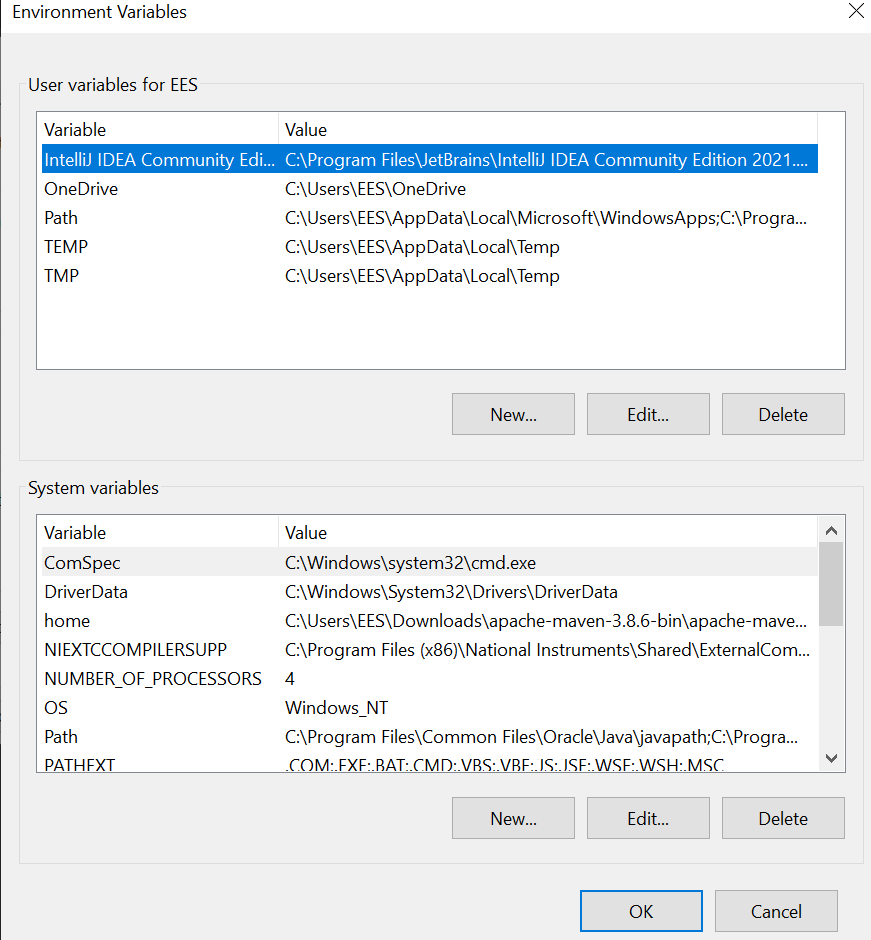 Environment Variables
User variables for EES
Variable Value
IntelliJ IDEA Community Edi... C:\Program Files\JetBrains\IntelliJ IDEA Community Edition 2021....
OneDrive C:\Users\EES\OneDrive
Path C:\Users\EES\AppData\Local\Microsoft\WindowsApps;C:\Progra...
TEMP C:\Users\EES\AppData\Local\Temp
TMP C:\Users\EES\AppData\Local\Temp
New... Edit... Delete
System variables
Variable Value
ComSpec C:\Windows\system32\cmd.exe
DriverData C:\Windows\System32\Drivers\DriverData
home C:\Users\EES\Downloads\apache-maven-3.8.6-bin\apache-mave...
NIEXTCCOMPILERSUPP C:\Program Files (x86)\National Instruments\Shared\ExternalCom...
NUMBER_OF_PROCESSORS 4
OS Windows_NT
Path C:\Program Files\Common Files\Oracle\Java\javapath;C:\Progra...
PATHEXT .COM;.EXE;.BAT;.CMD;.VBS;.VBE;.JS;.JSE;.WSF;.WSH;.MSC
New... Edit... Delete
OK Cancel